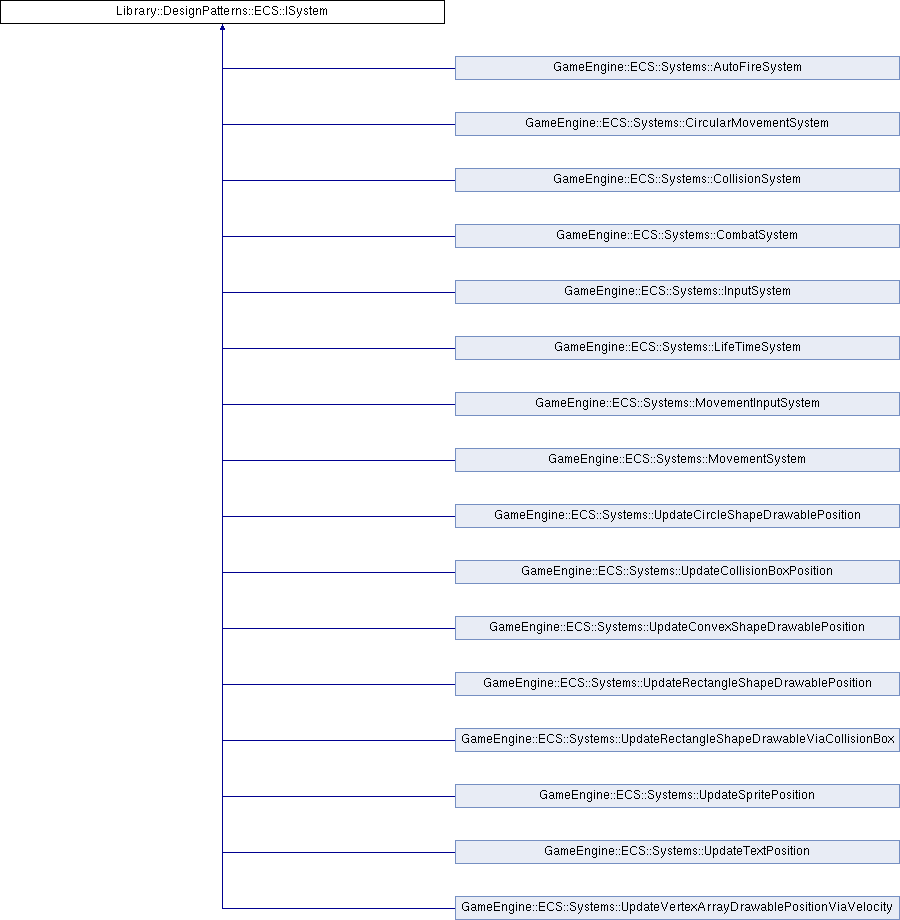 Library::DesignPatterns::ECS::ISystem
GameEngine::ECS::Systems::AutoFireSystem
GameEngine::ECS::Systems::CircularMovementSystem
GameEngine::ECS::Systems::CollisionSystem
GameEngine::ECS::Systems::CombatSystem
GameEngine::ECS::Systems::InputSystem
GameEngine::ECS::Systems::LifeTimeSystem
GameEngine::ECS::Systems::MovementInputSystem
GameEngine::ECS::Systems::MovementSystem
GameEngine::ECS::Systems::UpdateCircleShapeDrawablePosition
GameEngine::ECS::Systems::UpdateCollisionBoxPosition
GameEngine::ECS::Systems::UpdateConvexShapeDrawablePosition
GameEngine::ECS::Systems::UpdateRectangleShapeDrawablePosition
GameEngine::ECS::Systems::UpdateRectangleShapeDrawableViaCollisionBox
GameEngine::ECS::Systems::UpdateSpritePosition
GameEngine::ECS::Systems::UpdateTextPosition
GameEngine::ECS::Systems::UpdateVertexArrayDrawablePositionViaVelocity